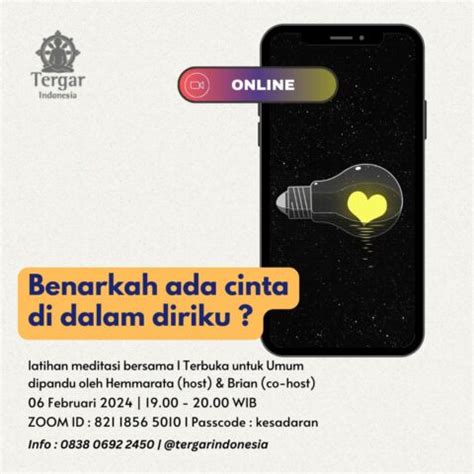 Tergar
Indonesia
ONLINE
Benarkah ada cinta
di dalam diriku ?
latihan meditasi bersama I Terbuka untuk Umum
dipandu oleh Hemmarata (host) & Brian (co-host)
06 Februari 2024 | 19.00 - 20.00 WIB
ZOOM ID : 821 1856 5010 I Passcode : kesadaran
Info : 0838 0692 2450 | @tergarindonesia